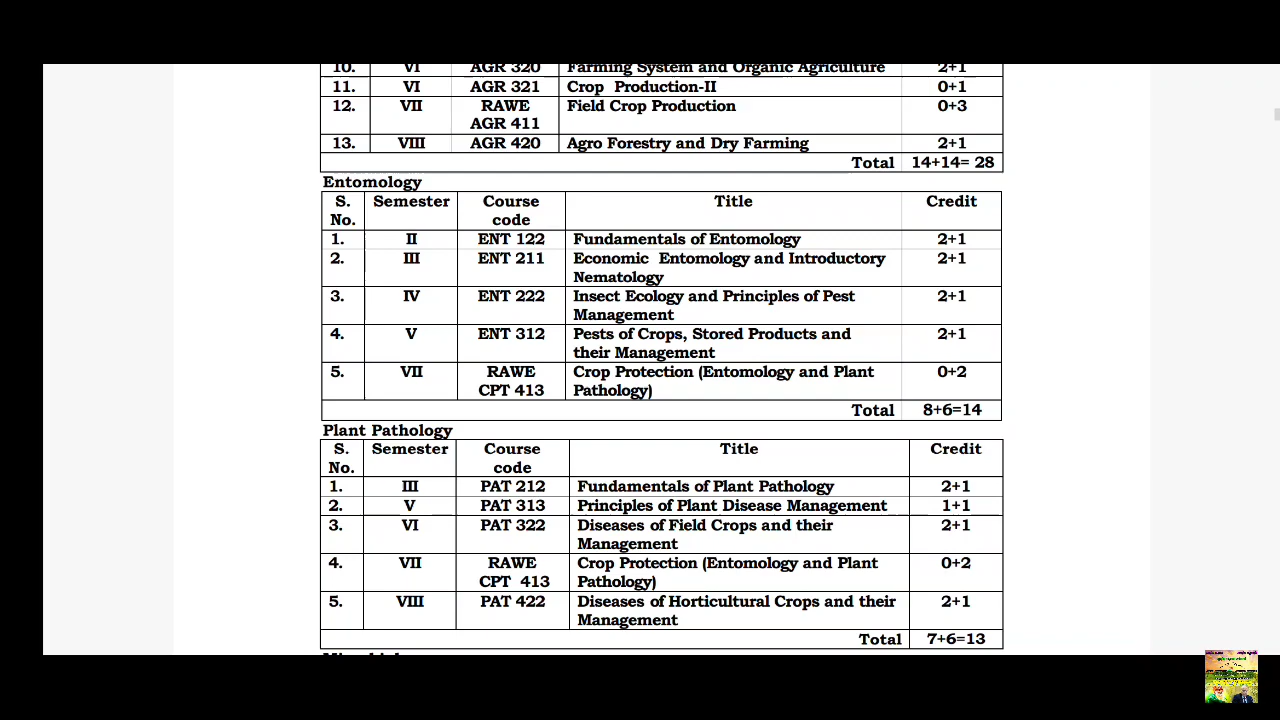 10. VI AGR 320 Farming System and Organic Agriculture 2+1
11. VI AGR 321 Crop Production-II 0+1
12. VII RAWE Field Crop Production 0+3
AGR 411
13. VIII AGR 420 Agro Forestry and Dry Farming 2+1
Total 14+14= 28
Entomology
S. Semester Course Title Credit
No. code
1. II ENT 122 Fundamentals of Entomology 2+1
2. III ENT 211 Economic Entomology and Introductory 2+1
Nematology
3. IV ENT 222 Insect Ecology and Principles of Pest 2+1
Management
4. V ENT 312 Pests of Crops, Stored Products and 2+1
their Management
5. VII RAWE Crop Protection (Entomology and Plant 0+2
CPT 413 Pathology)
Total 8+6=14
Plant Pathology
S. Semester Course Title Credit
No. code
1. III PAT 212 Fundamentals of Plant Pathology 2+1
2. V PAT 313 Principles of Plant Disease Management 1+1
3. VI PAT 322 Diseases of Field Crops and their 2+1
Management
4. VII RAWE Crop Protection (Entomology and Plant 0+2
CPT 413 Pathology)
5. VIII PAT 422 Diseases of Horticultural Crops and their 2+1
Management
Total 7+6=13